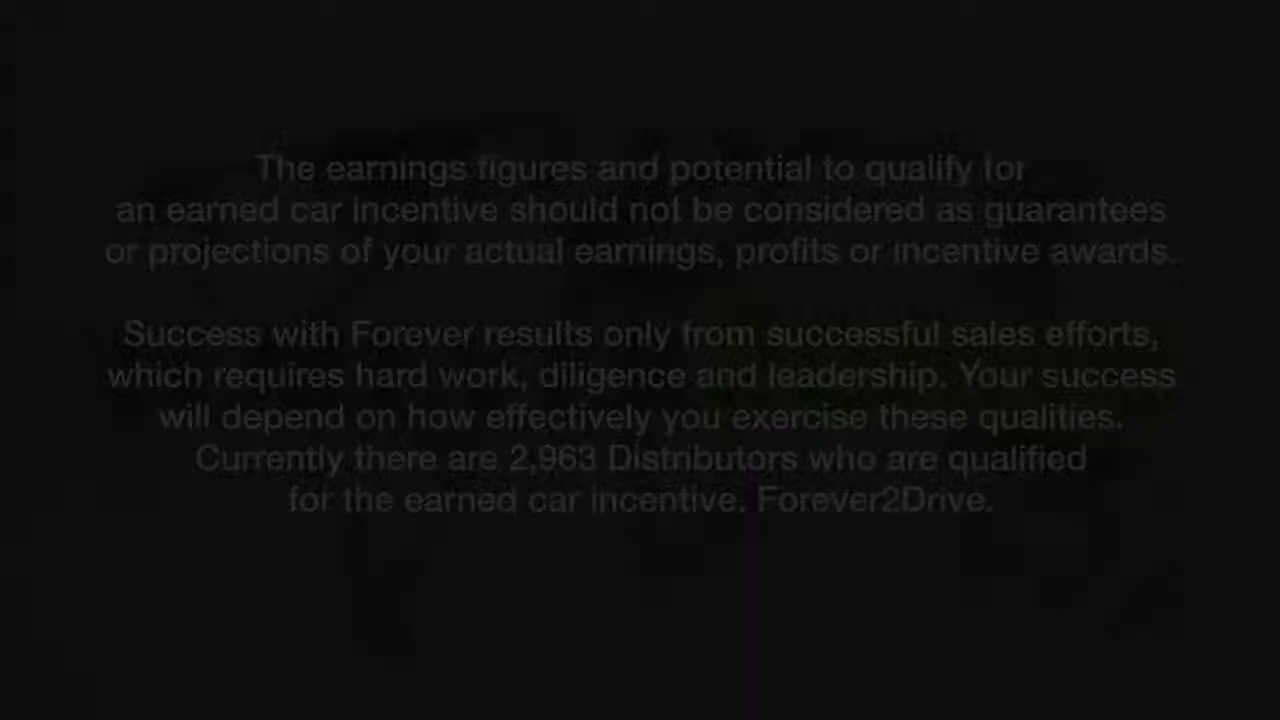 The earnings figures and potential to qualify for
an earned car incentive should not be considered as guarantees
or projections of your actual earnings, profits or incentive awards.
Success with Forever results only from successful sales efforts,
which requires hard work, diligence and leadership. Your success
will depend on how effectively you exercise these qualities.
Currently there are 2,963 Distributors who are qualified
for the earned car incentive. Forever2Drive.